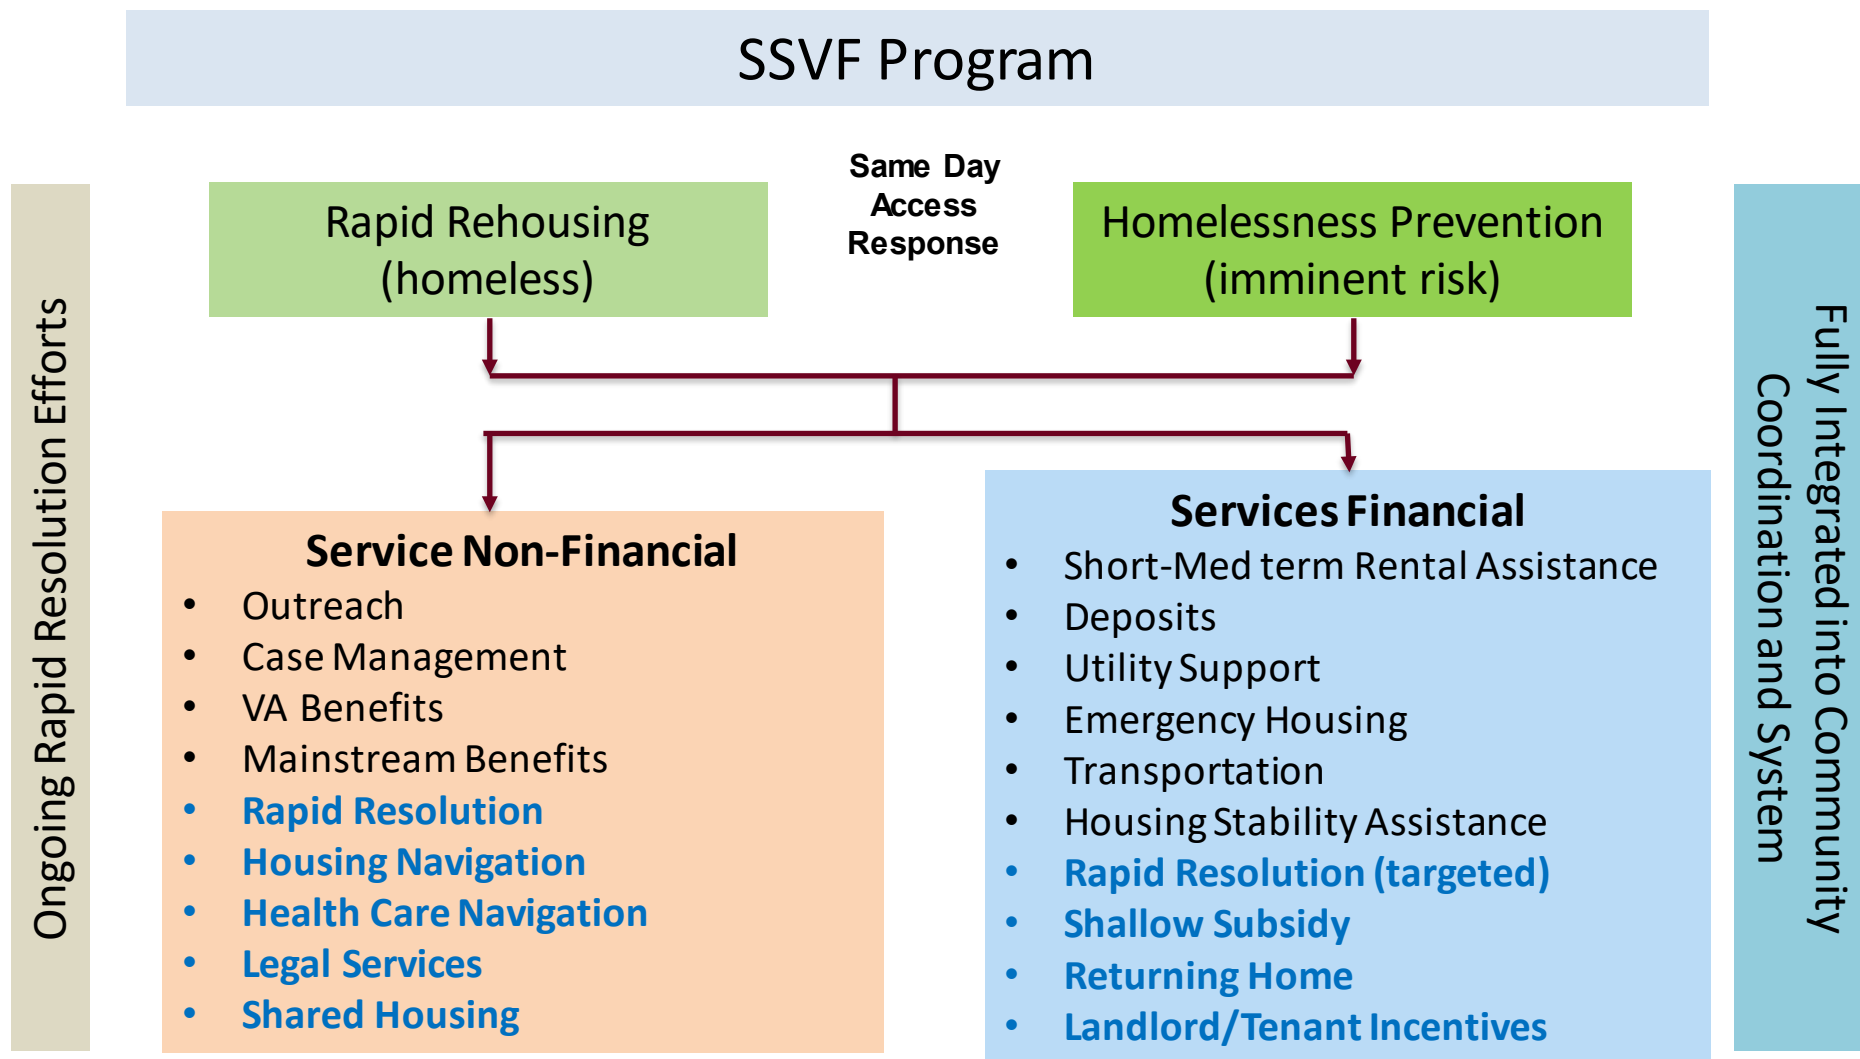 SSVF Program
Same Day
Access
Response
Rapid Rehousing
(homeless)
Homelessness Prevention
(imminent risk)
Ongoing Rapid Resolution Efforts
Service Non-Financial
• Outreach
• Case Management
• VA Benefits
• Mainstream Benefits
• Rapid Resolution
• Housing Navigation
• Health Care Navigation
• Legal Services
• Shared Housing
Services Financial
• Short-Med term Rental Assistance
• Deposits
• Utility Support
• Emergency Housing
• Transportation
• Housing Stability Assistance
• Rapid Resolution (targeted)
• Shallow Subsidy
• Returning Home
• Landlord/Tenant Incentives
Fully Integrated into Community
Coordination and System